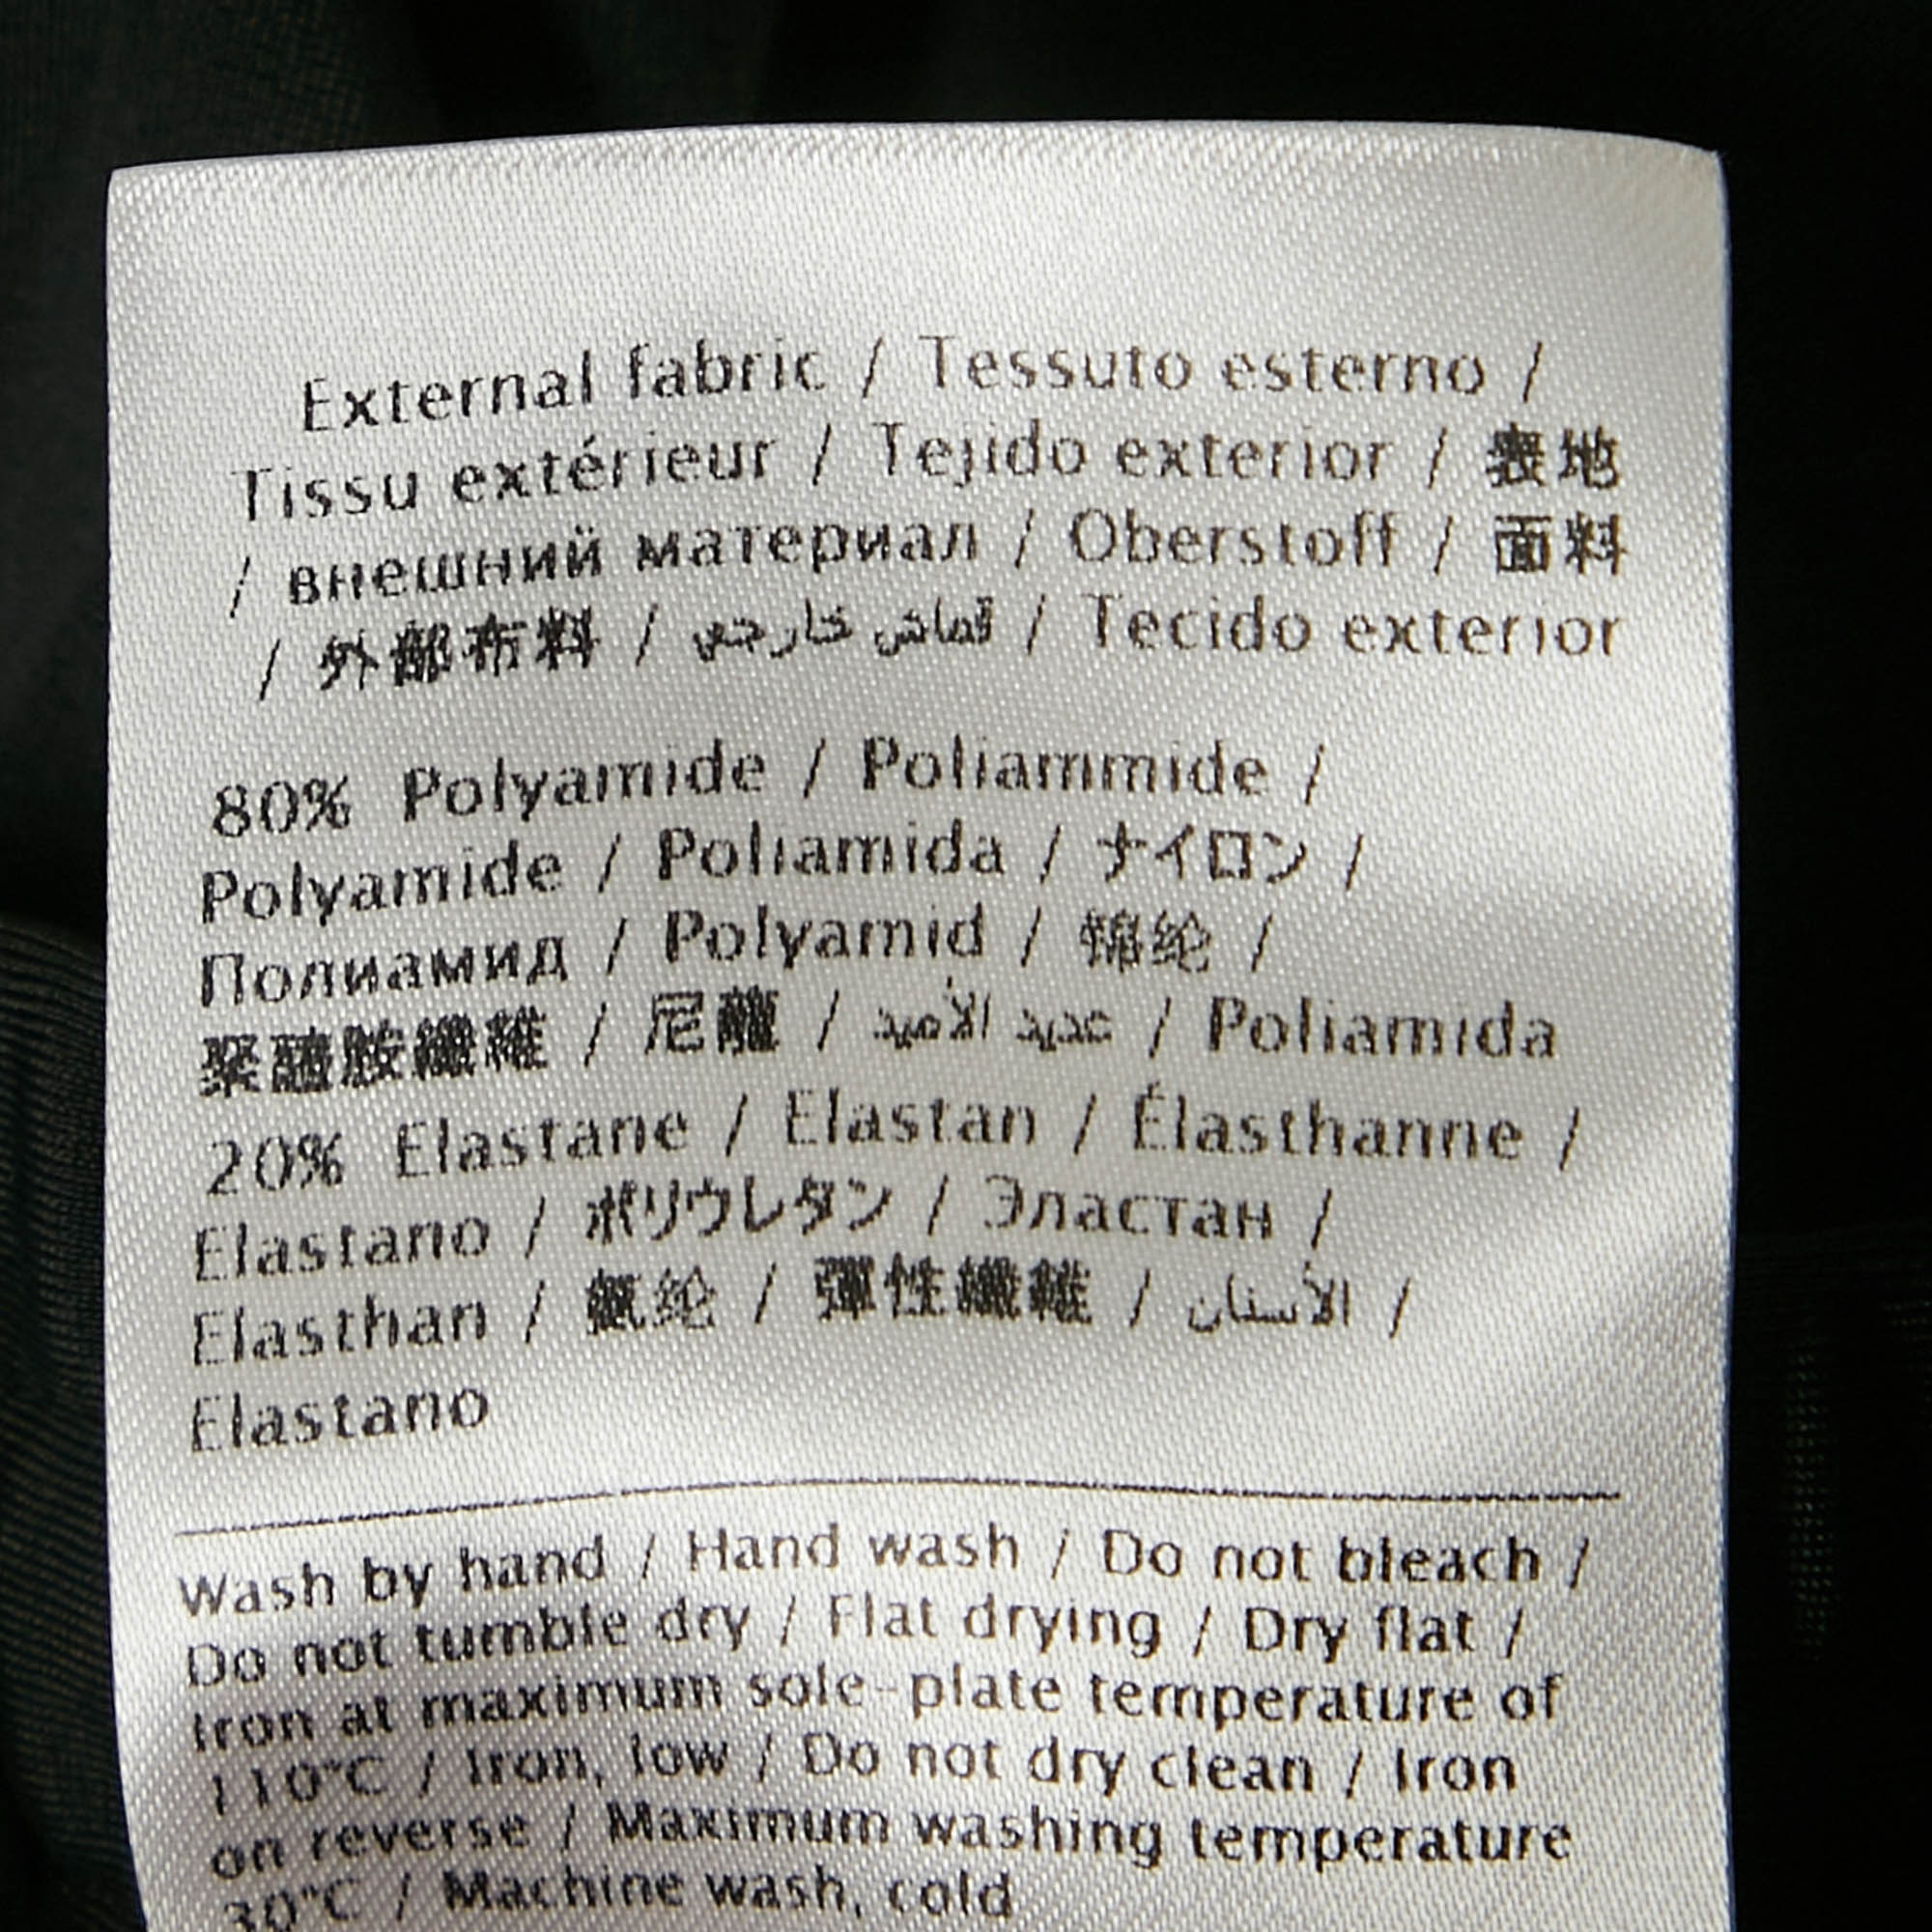 External fabric / Tessuto esterno /
Tissu extérieur / Tejido exterior / 表地
/ внешний материал / Oberstoff / 面料
/ 外部布料 / قماش خارجي / Tecido exterior
80% Polyamide / Poliammide /
Polyamide / Poliamida / ナイロン /
Полиамид / Polyamid / 锦纶 /
聚醯胺纖維 / 尼龍 / عديد الأميد / Poliamida
20% Elastane / Elastan / Élasthanne /
Elastano / ポリウレタン / Эластан /
Elasthan / 氨纶 / 彈性纖維 / الأستان /
Elastano
Wash by hand / Hand wash / Do not bleach /
Do not tumble dry / Flat drying / Dry flat /
Iron at maximum sole-plate temperature of
110°C / Iron, low / Do not dry clean / Iron
on reverse / Maximum washing temperature
30°C / Machine wash, cold